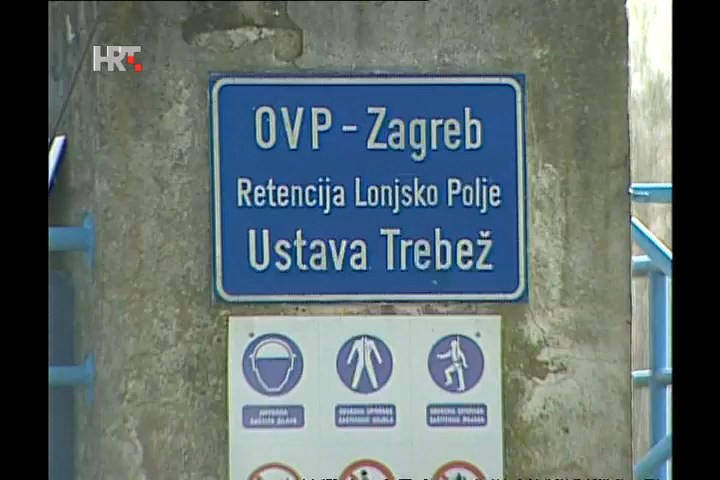 HRT
OVP - Zagreb
Retencija Lonjsko Polje
Ustava Trebež